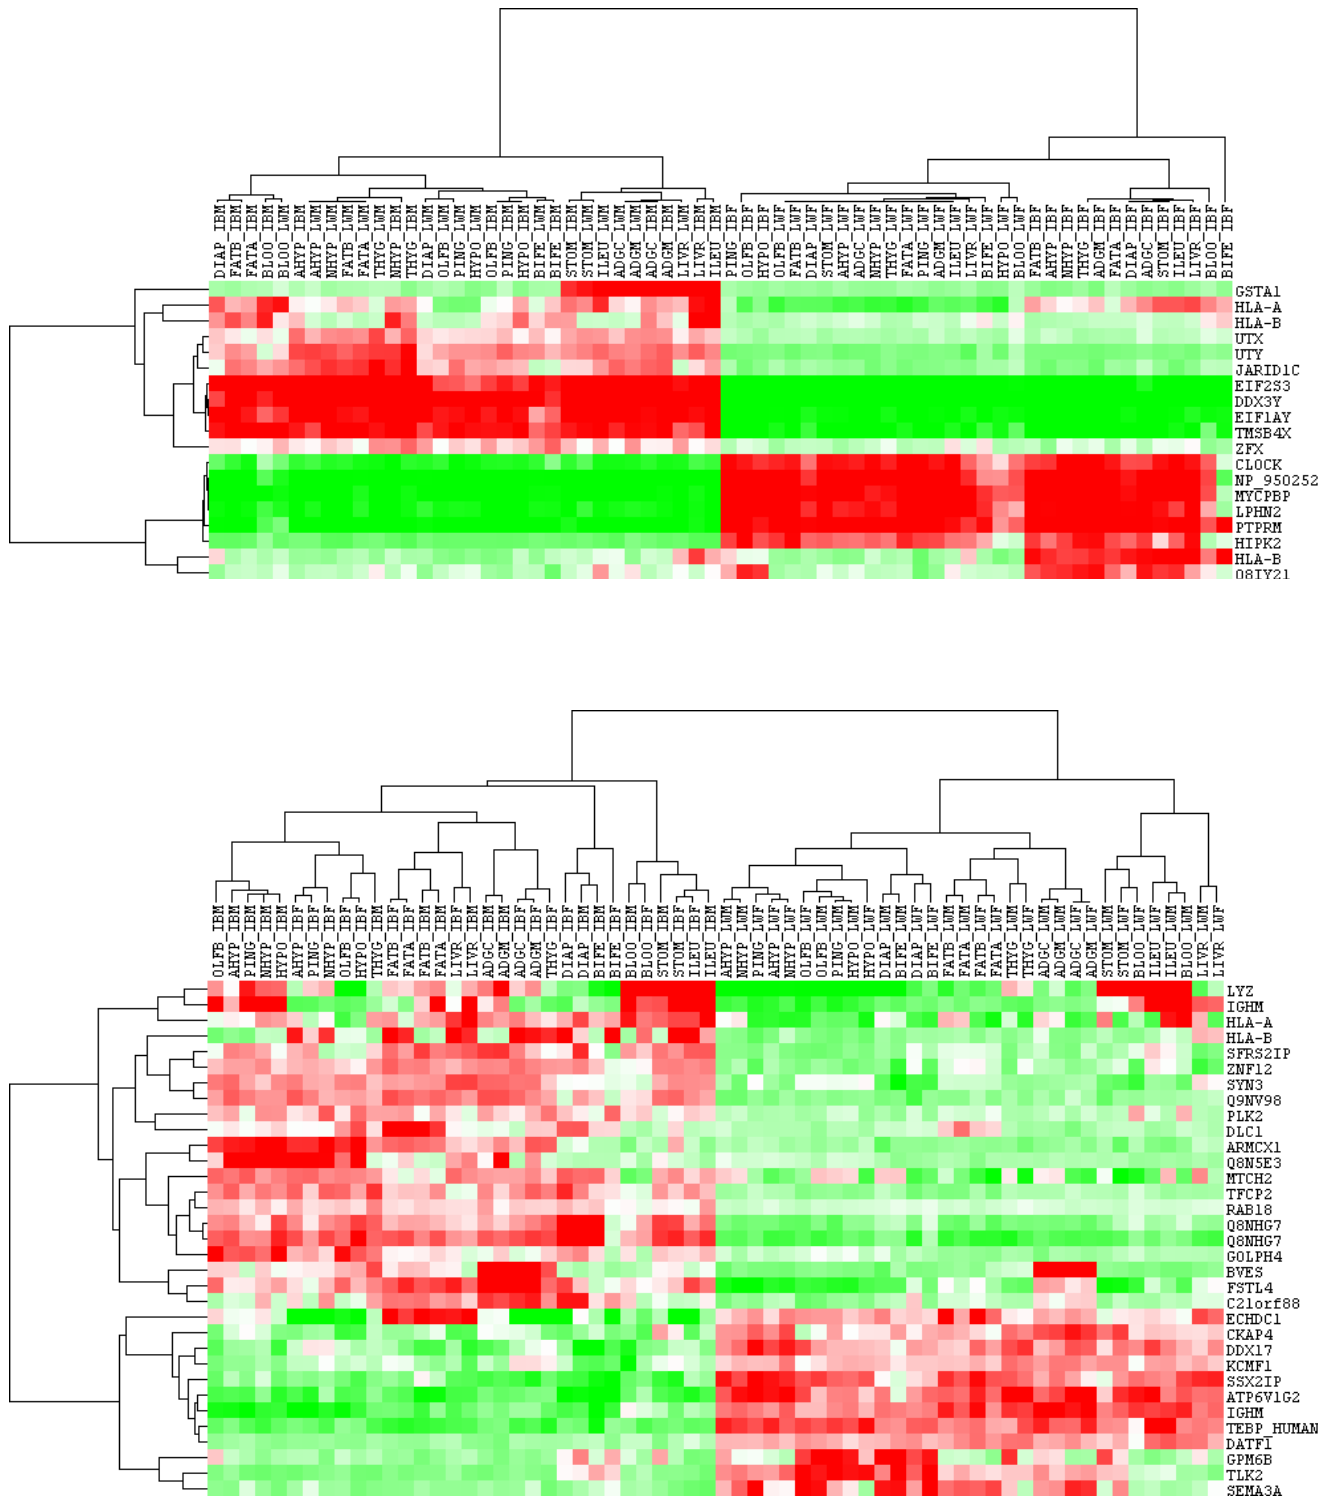 DIAP_IBM
FATB_IBM
FATA_IBM
BLOO_IBM
BLOO_LWM
AHYP_IBM
AHYP_LWM
NHYP_LWM
FATB_LWM
FATA_LWM
THYG_LWM
NHYP_IBM
THYG_IBM
DIAP_LWM
OLFB_LWM
PING_LWM
HYPO_LWM
OLFB_IBM
PING_IBM
HYPO_IBM
BIFE_LWM
BIFE_IBM
STOM_IBM
STOM_LWM
ILEU_LWM
ADGC_LWM
ADGM_LWM
ADGC_IBM
ADGM_IBM
LIVR_LWM
LIVR_IBM
ILEU_IBM
PING_IBF
OLFB_IBF
HYPO_IBF
OLFB_LWF
FATB_LWF
DIAP_LWF
STOM_LWF
AHYP_LWF
ADGC_LWF
NHYP_LWF
THYG_LWF
FATA_LWF
PING_LWF
ADGM_LWF
ILEU_LWF
LIVR_LWF
BIFE_LWF
HYPO_LWF
BLOO_LWF
FATB_IBF
AHYP_IBF
NHYP_IBF
THYG_IBF
ADGM_IBF
FATA_IBF
DIAP_IBF
ADGC_IBF
STOM_IBF
ILEU_IBF
LIVR_IBF
BLOO_IBF
BIFE_IBF
GSTA1
HLA-A
HLA-B
UTX
UTY
JARID1C
EIF2S3
DDX3Y
EIF1AY
TMSB4X
ZFX
CLOCK
NP_950252
MYCPBP
LPHN2
PTPRM
HIPK2
HLA-B
Q8IY21
OLFB_IBM
AHYP_IBM
PING_IBM
NHYP_IBM
HYPO_IBM
AHYP_IBF
PING_IBF
NHYP_IBF
OLFB_IBF
HYPO_IBF
THYG_IBM
FATB_IBF
FATA_IBF
FATB_IBM
FATA_IBM
LIVR_IBF
LIVR_IBM
ADGC_IBM
ADGM_IBM
ADGC_IBF
ADGM_IBF
THYG_IBF
DIAP_IBF
DIAP_IBM
BIFE_IBM
BIFE_IBF
BLOO_IBM
BLOO_IBF
STOM_IBM
STOM_IBF
ILEU_IBF
ILEU_IBM
AHYP_LWM
NHYP_LWM
PING_LWF
AHYP_LWF
NHYP_LWF
OLFB_LWF
OLFB_LWM
PING_LWM
HYPO_LWM
HYPO_LWF
DIAP_LWM
BIFE_LWM
DIAP_LWF
BIFE_LWF
FATB_LWM
FATA_LWM
FATB_LWF
FATA_LWF
THYG_LWM
THYG_LWF
ADGC_LWM
ADGM_LWM
ADGC_LWF
ADGM_LWF
STOM_LWM
STOM_LWF
BLOO_LWF
ILEU_LWF
ILEU_LWM
BLOO_LWM
LIVR_LWM
LIVR_LWF
LYZ
IGHM
HLA-A
HLA-B
SFRS2IP
ZNF12
SYN3
Q9NV98
PLK2
DLC1
ARMCX1
Q8N5E3
MTCH2
TFCP2
RAB18
Q8NHG7
Q8NHG7
GOLPH4
BVES
FSTL4
C21orf88
ECHDC1
CKAP4
DDX17
KCMF1
SSX2IP
ATP6V1G2
IGHM
TEBP_HUMAN
DATF1
GPM6B
TLK2
SEMA3A